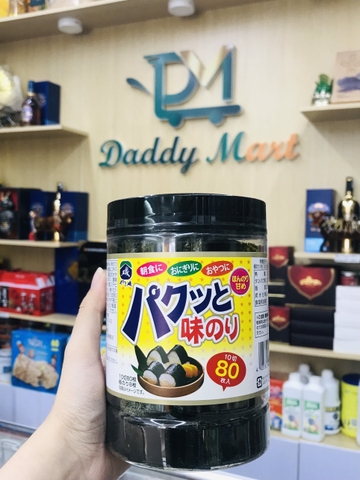 Daddy Mart
磯
朝食に
おにぎりに
おやつに
ほんのり
甘め
パクッと
味のり
10切
80
枚入